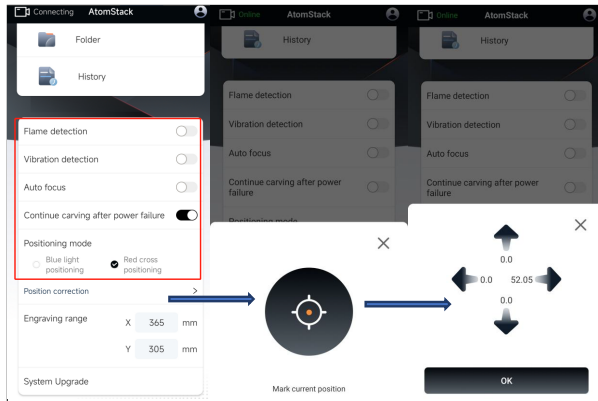 Connecting AtomStack
Folder
History
Flame detection
Vibration detection
Auto focus
Continue carving after power failure
Positioning mode
Blue light
positioning
Red cross
positioning
Position correction >
Engraving range X 365 mm
Y 305 mm
System Upgrade
Online AtomStack
History
Flame detection
Vibration detection
Auto focus
Continue carving after power
failure
Positioning mode
Mark current position
Online AtomStack
History
Flame detection
Vibration detection
Auto focus
Continue carving after power
failure
0.0
0.0 52.05
0.0
OK